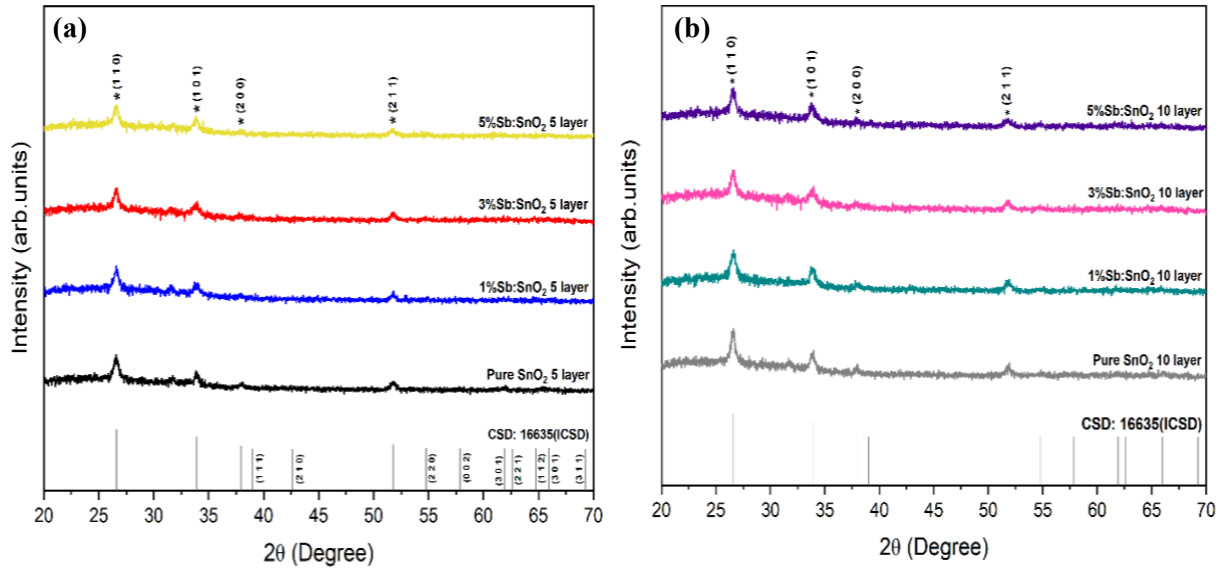 (a)
* (1 1 0)
* (1 0 1)
* (2 0 0)
* (2 1 1)
5%Sb:SnO₂ 5 layer
3%Sb:SnO₂ 5 layer
1%Sb:SnO₂ 5 layer
Pure SnO₂ 5 layer
CSD: 16635(ICSD)
(1 1 1)
(2 1 0)
(2 2 0)
(0 0 2)
(3 0 1)
(2 2 1)
(1 1 2)
(3 0 1)
(3 1 1)
20 25 30 35 40 45 50 55 60 65 70
2θ (Degree)
Intensity (arb.units)
(b)
* (1 1 0)
* (1 0 1)
* (2 0 0)
* (2 1 1)
5%Sb:SnO₂ 10 layer
3%Sb:SnO₂ 10 layer
1%Sb:SnO₂ 10 layer
Pure SnO₂ 10 layer
CSD: 16635(ICSD)
20 25 30 35 40 45 50 55 60 65 70
2θ (Degree)
Intensity (arb.units)